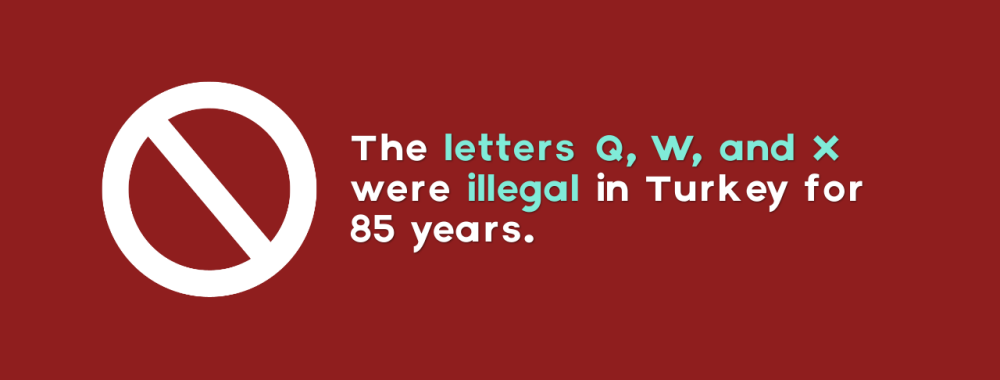 The letters Q, W, and X
were illegal in Turkey for
85 years.